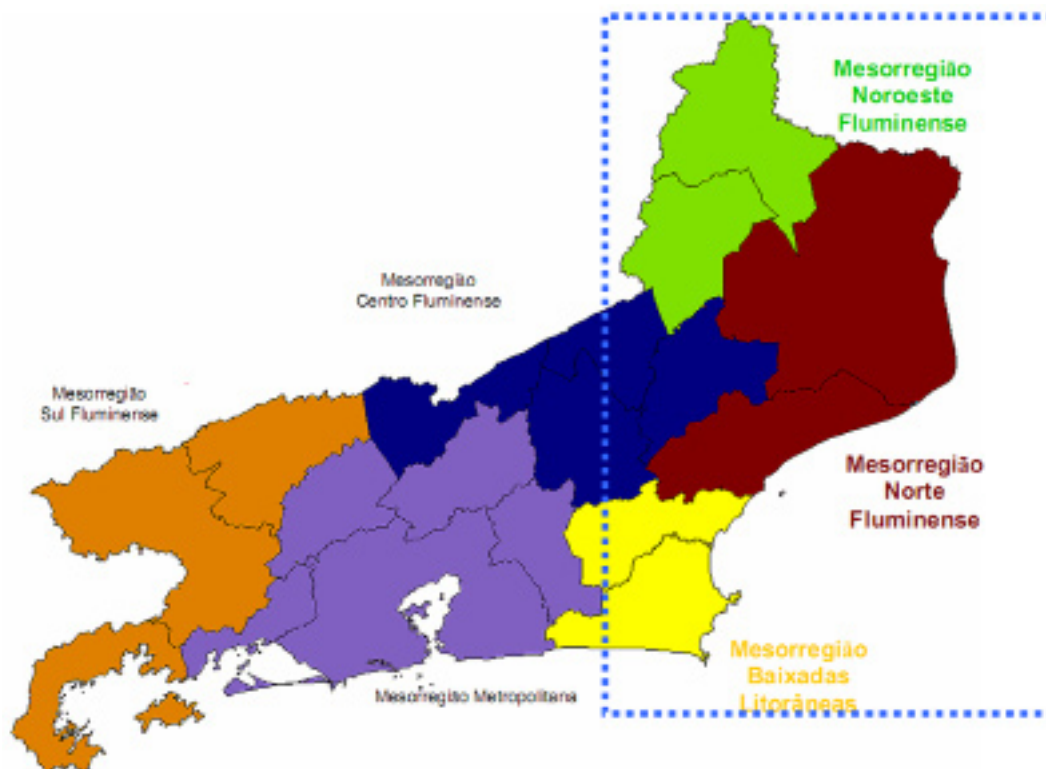 Mesorregião
Noroeste
Fluminense
Mesorregião
Centro Fluminense
Mesorregião
Sul Fluminense
Mesorregião
Norte
Fluminense
Mesorregião
Baixadas
Litorâneas
Mesorregião Metropolitana